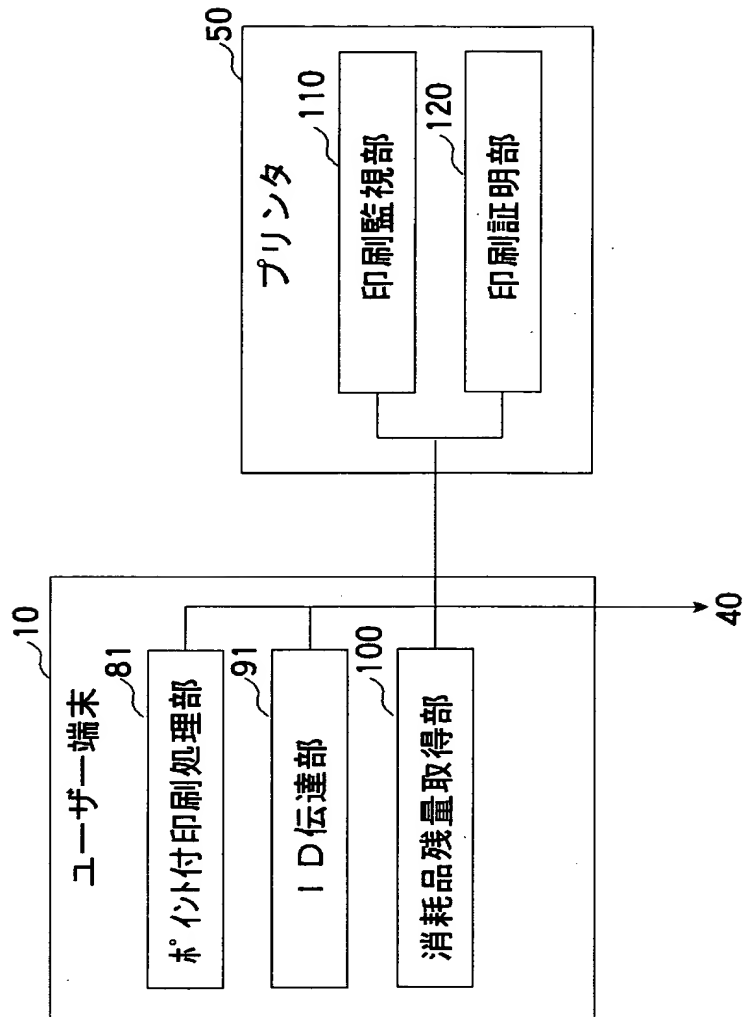 10
ユーザー端末
81
ポイント付印刷処理部
91
ID伝達部
100
消耗品残量取得部
40
50
プリンタ
110
印刷監視部
120
印刷証明部